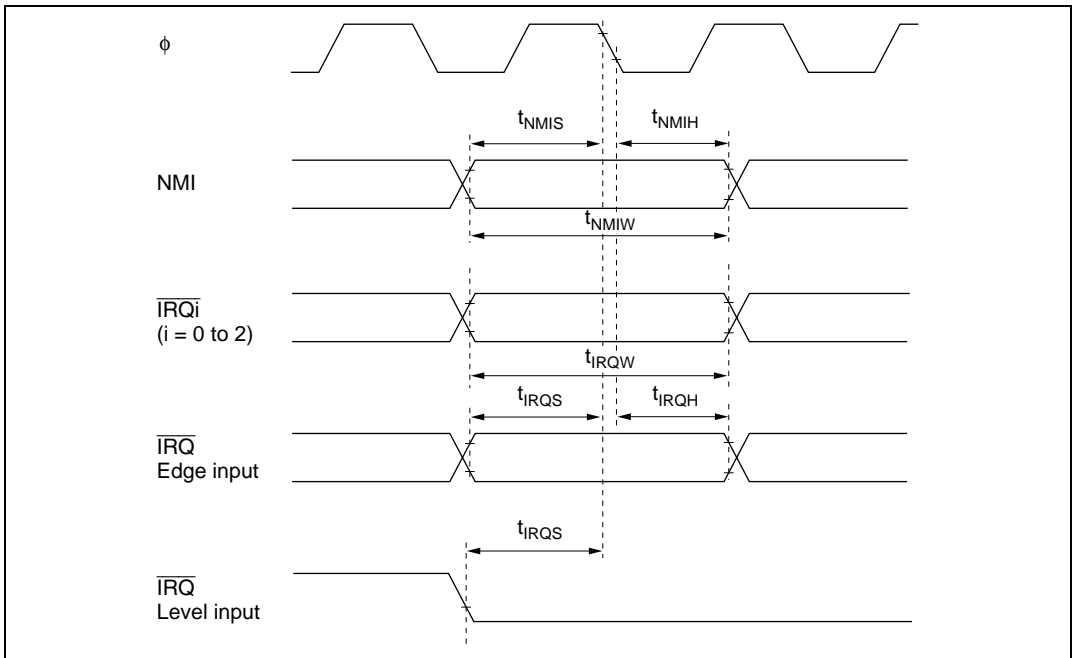 ϕ
tNMIS tNMIH
NMI
tNMIW
IRQi
(i = 0 to 2)
tIRQW
tIRQS tIRQH
IRQ
Edge input
tIRQS
IRQ
Level input